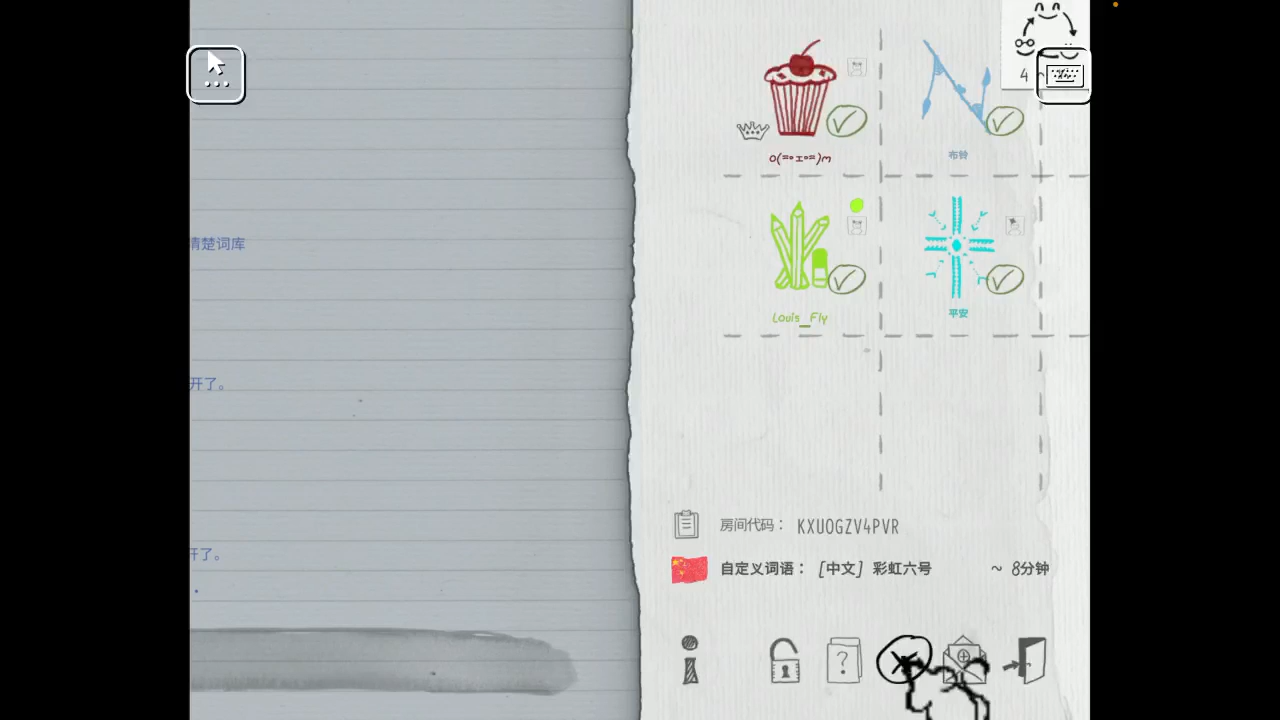 4
o(=•ェ•=)m
布铃
清楚词库
Louis_Fly
平安
开了。
房间代码： KXUOGZV4PVR
开了。
自定义词语： [中文] 彩虹六号 ~ 8分钟